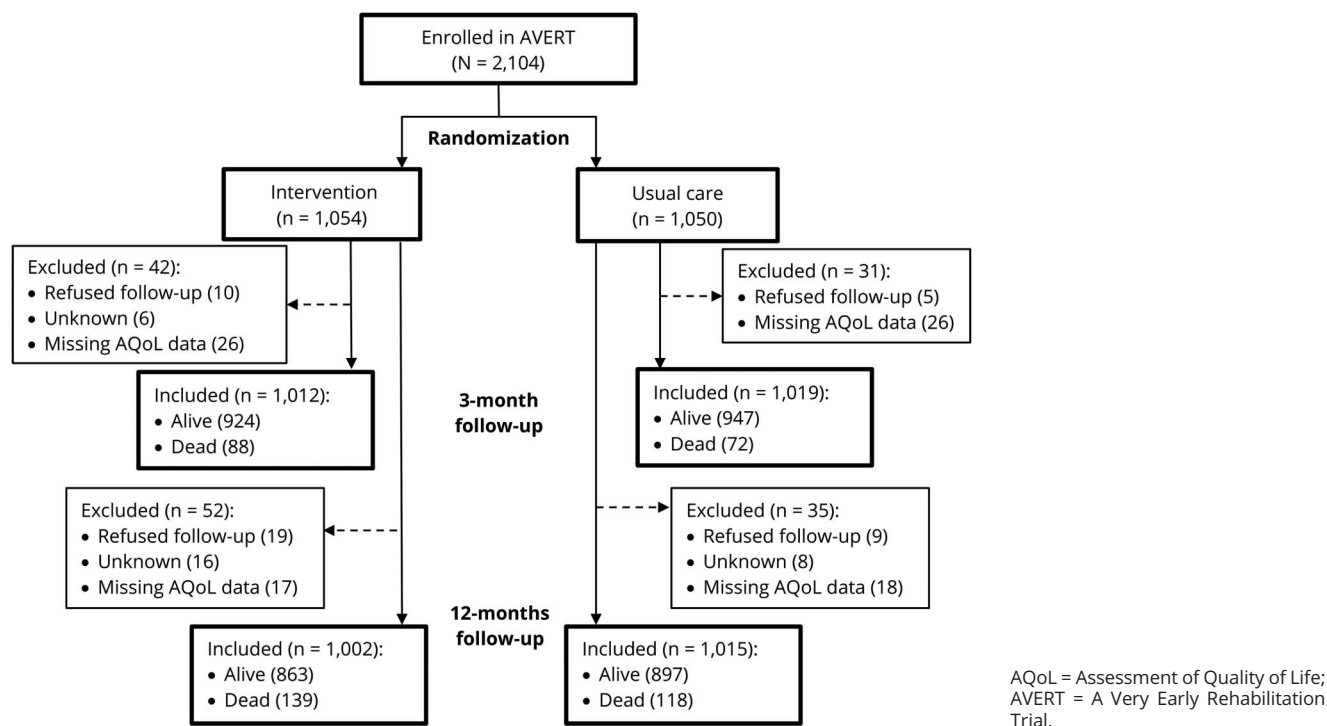 Enrolled in AVERT
(N = 2,104)
Randomization
Intervention
(n = 1,054)
Usual care
(n = 1,050)
Excluded (n = 42):
• Refused follow-up (10)
• Unknown (6)
• Missing AQoL data (26)
Excluded (n = 31):
• Refused follow-up (5)
• Missing AQoL data (26)
Included (n = 1,012):
• Alive (924)
• Dead (88)
3-month
follow-up
Included (n = 1,019):
• Alive (947)
• Dead (72)
Excluded (n = 52):
• Refused follow-up (19)
• Unknown (16)
• Missing AQoL data (17)
Excluded (n = 35):
• Refused follow-up (9)
• Unknown (8)
• Missing AQoL data (18)
12-months
follow-up
Included (n = 1,002):
• Alive (863)
• Dead (139)
Included (n = 1,015):
• Alive (897)
• Dead (118)
AQoL = Assessment of Quality of Life;
AVERT = A Very Early Rehabilitation
Trial.